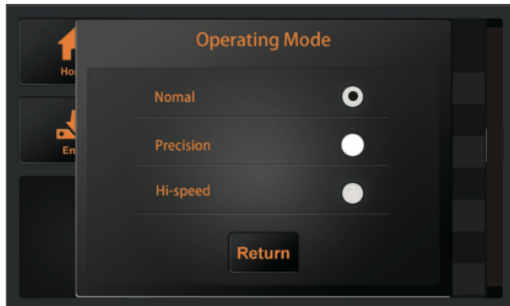 Operating Mode
Nomal
Precision
Hi-speed
Return